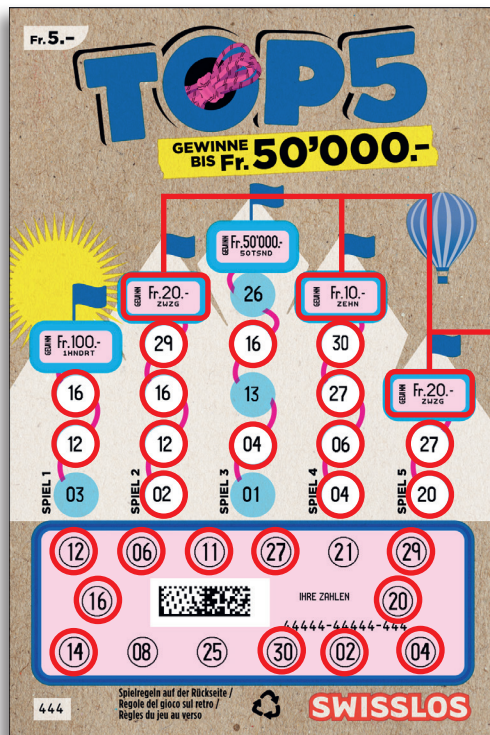 Fr. 5.-
TOP5
GEWINNE
BIS Fr. 50'000.-
GEWINN Fr.50'000.-
50TSND
GEWINN Fr.20.-
ZWZG
GEWINN Fr.10.-
ZEHN
GEWINN Fr.100.-
1HNDRT
GEWINN Fr.20.-
ZWZG
SPIEL 1
16
12
03
SPIEL 2
29
16
12
02
SPIEL 3
26
16
13
04
01
SPIEL 4
30
27
06
04
SPIEL 5
27
20
12 06 11 27 21 29
16 IHRE ZAHLEN 20
44444-44444-444
14 08 25 30 02 04
444
Spielregeln auf der Rückseite /
Regole del gioco sul retro /
Règles du jeu au verso
SWISSLOS